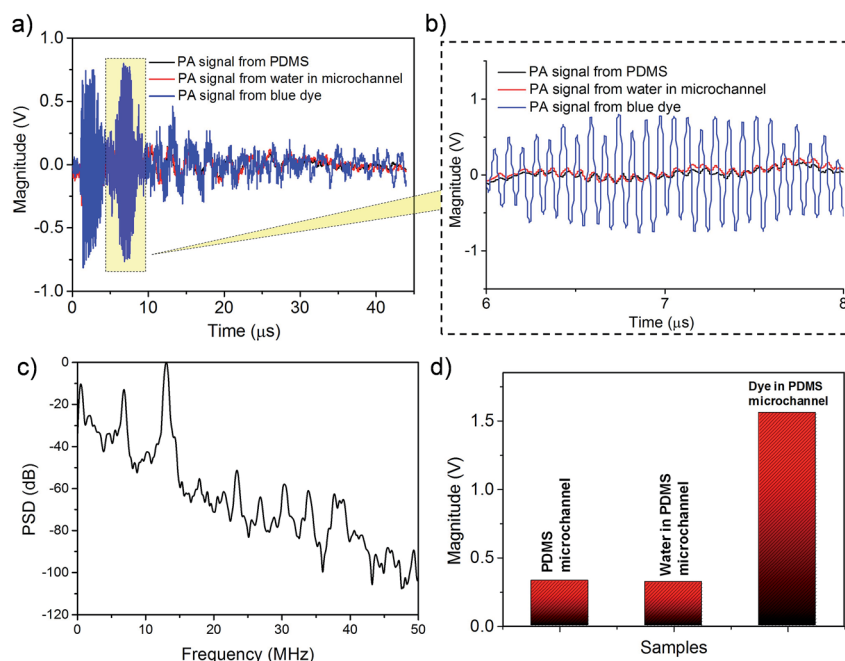 a)
PA signal from PDMS
PA signal from water in microchannel
PA signal from blue dye
1.0
0.5
0.0
-0.5
-1.0
Magnitude (V)
0 10 20 30 40
Time (μs)
b)
PA signal from PDMS
PA signal from water in microchannel
PA signal from blue dye
1
0
-1
Magnitude (V)
6 7 8
Time (μs)
c)
0
-20
-40
-60
-80
-100
-120
PSD (dB)
0 10 20 30 40 50
Frequency (MHz)
d)
Dye in PDMS
microchannel
PDMS
microchannel
Water in PDMS
microchannel
1.5
1.0
0.5
0.0
Magnitude (V)
Samples